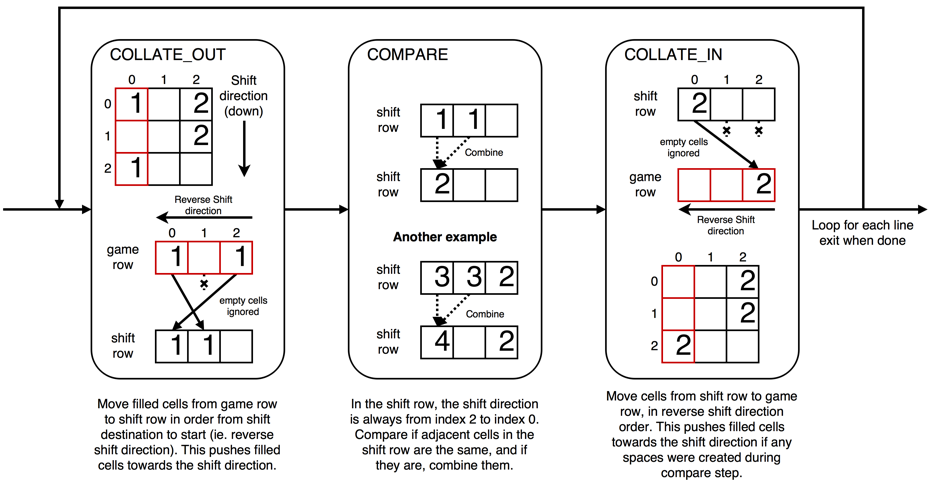 COLLATE_OUT
0 1 2
0 1 2
1 2
2 1
Shift
direction
(down)
Reverse Shift
direction
0 1 2
game
row
1 1
×
empty cells
ignored
shift
row
1 1
Move filled cells from game row
to shift row in order from shift
destination to start (ie. reverse
shift direction). This pushes filled
cells towards the shift direction.
COMPARE
shift
row
1 1
Combine
shift
row
2
Another example
shift
row
3 3 2
Combine
shift
row
4 2
In the shift row, the shift direction
is always from index 2 to index 0.
Compare if adjacent cells in the
shift row are the same, and if
they are, combine them.
COLLATE_IN
0 1 2
shift
row
2
× ×
empty cells
ignored
game
row
2
Reverse Shift
direction
0 1 2
0 2
1 2
2 2
Move cells from shift row to game
row, in reverse shift direction
order. This pushes filled cells
towards the shift direction if any
spaces were created during
compare step.
Loop for each line
exit when done